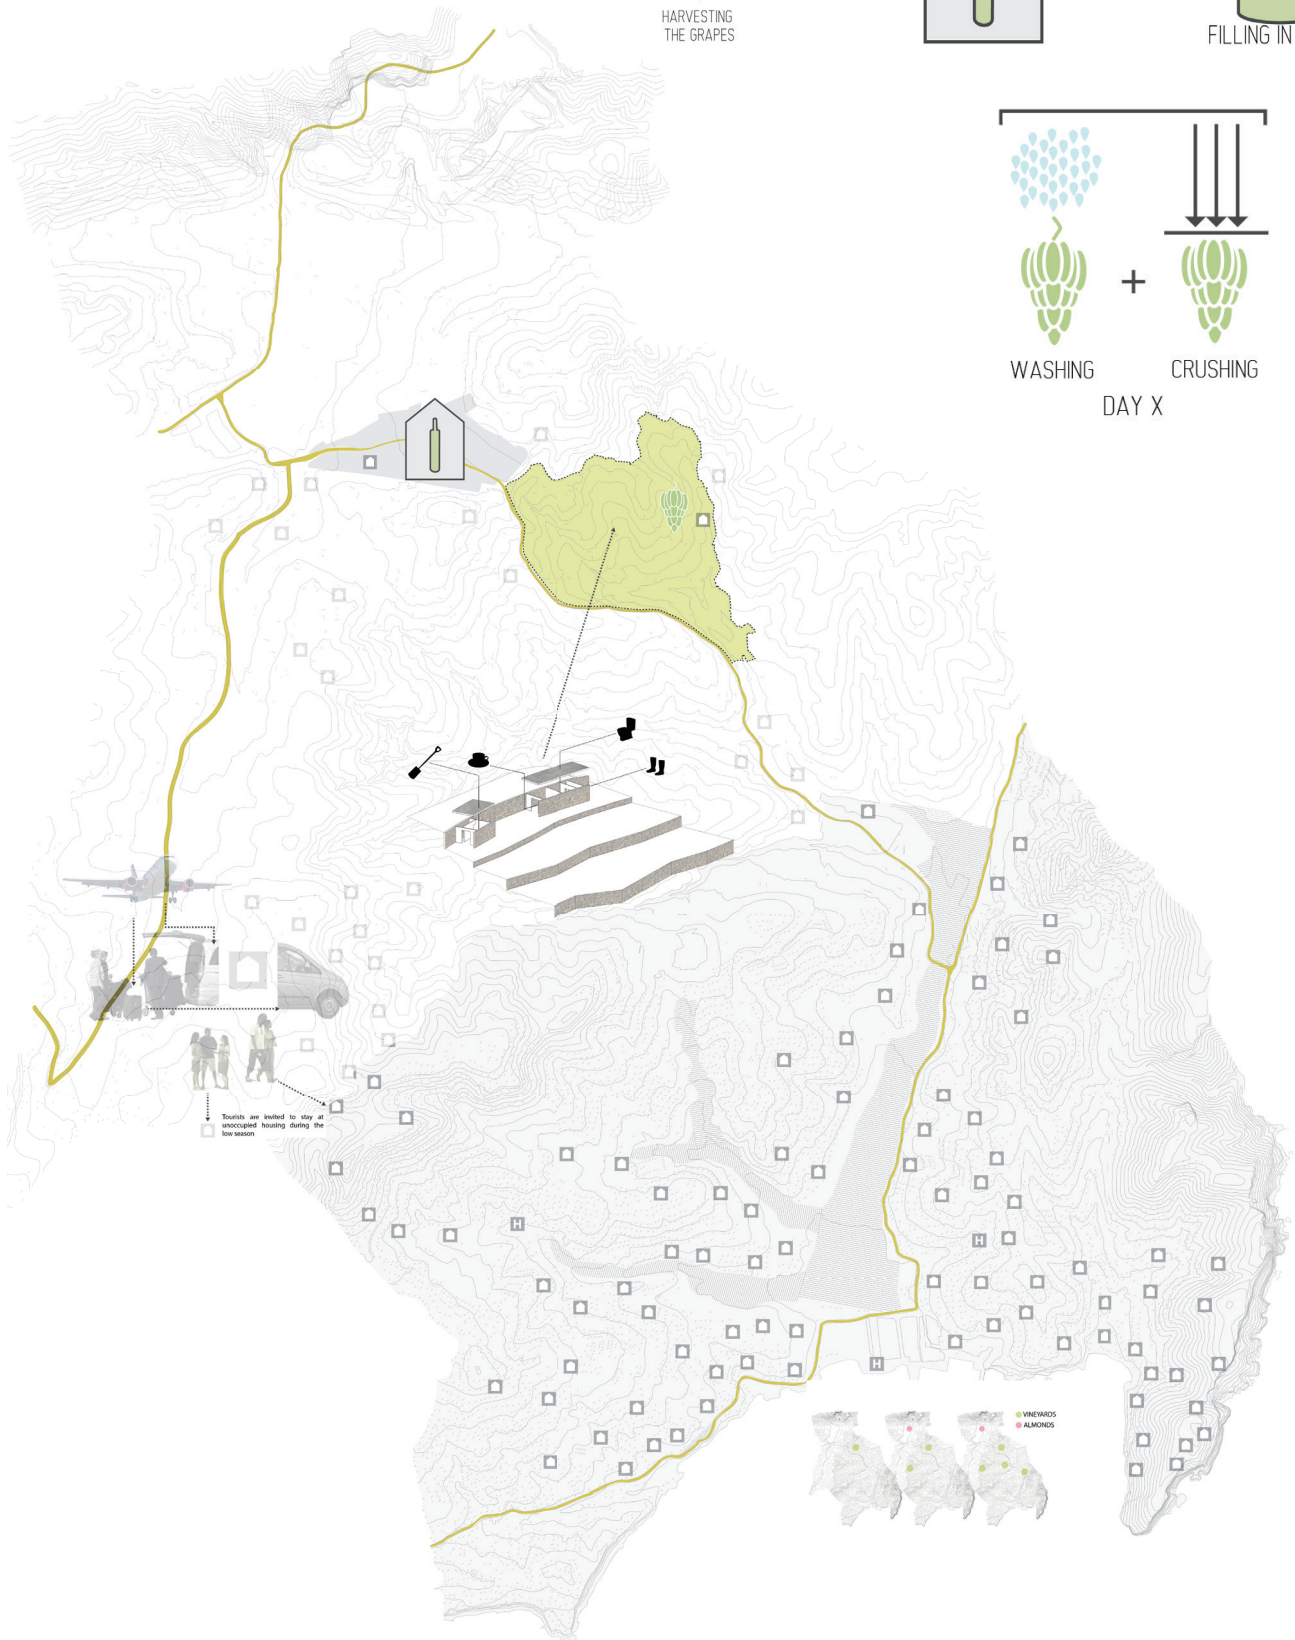 HARVESTING
THE GRAPES
FILLING IN
WASHING
+
CRUSHING
DAY X
Tourists are invited to stay at
unoccupied housing during the
low season
H
H
H
VINEYARDS
ALMONDS